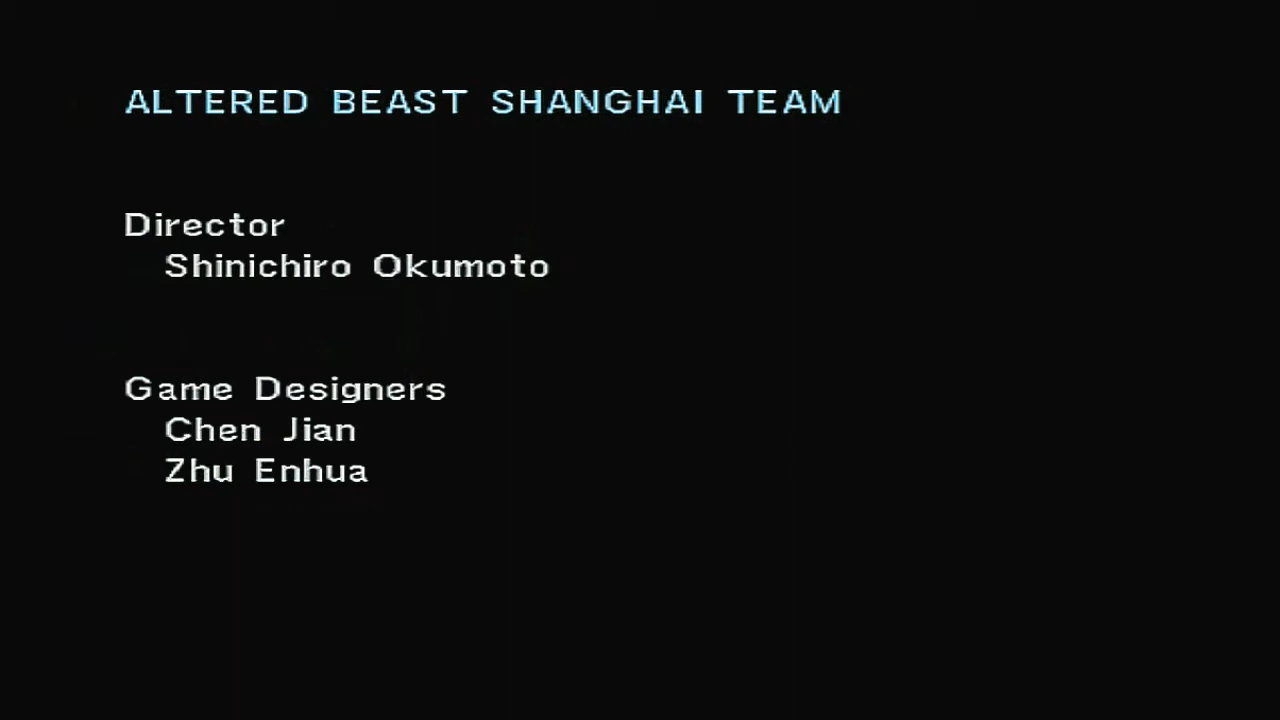 ALTERED BEAST SHANGHAI TEAM
Director
Shinichiro Okumoto
Game Designers
Chen Jian
Zhu Enhua